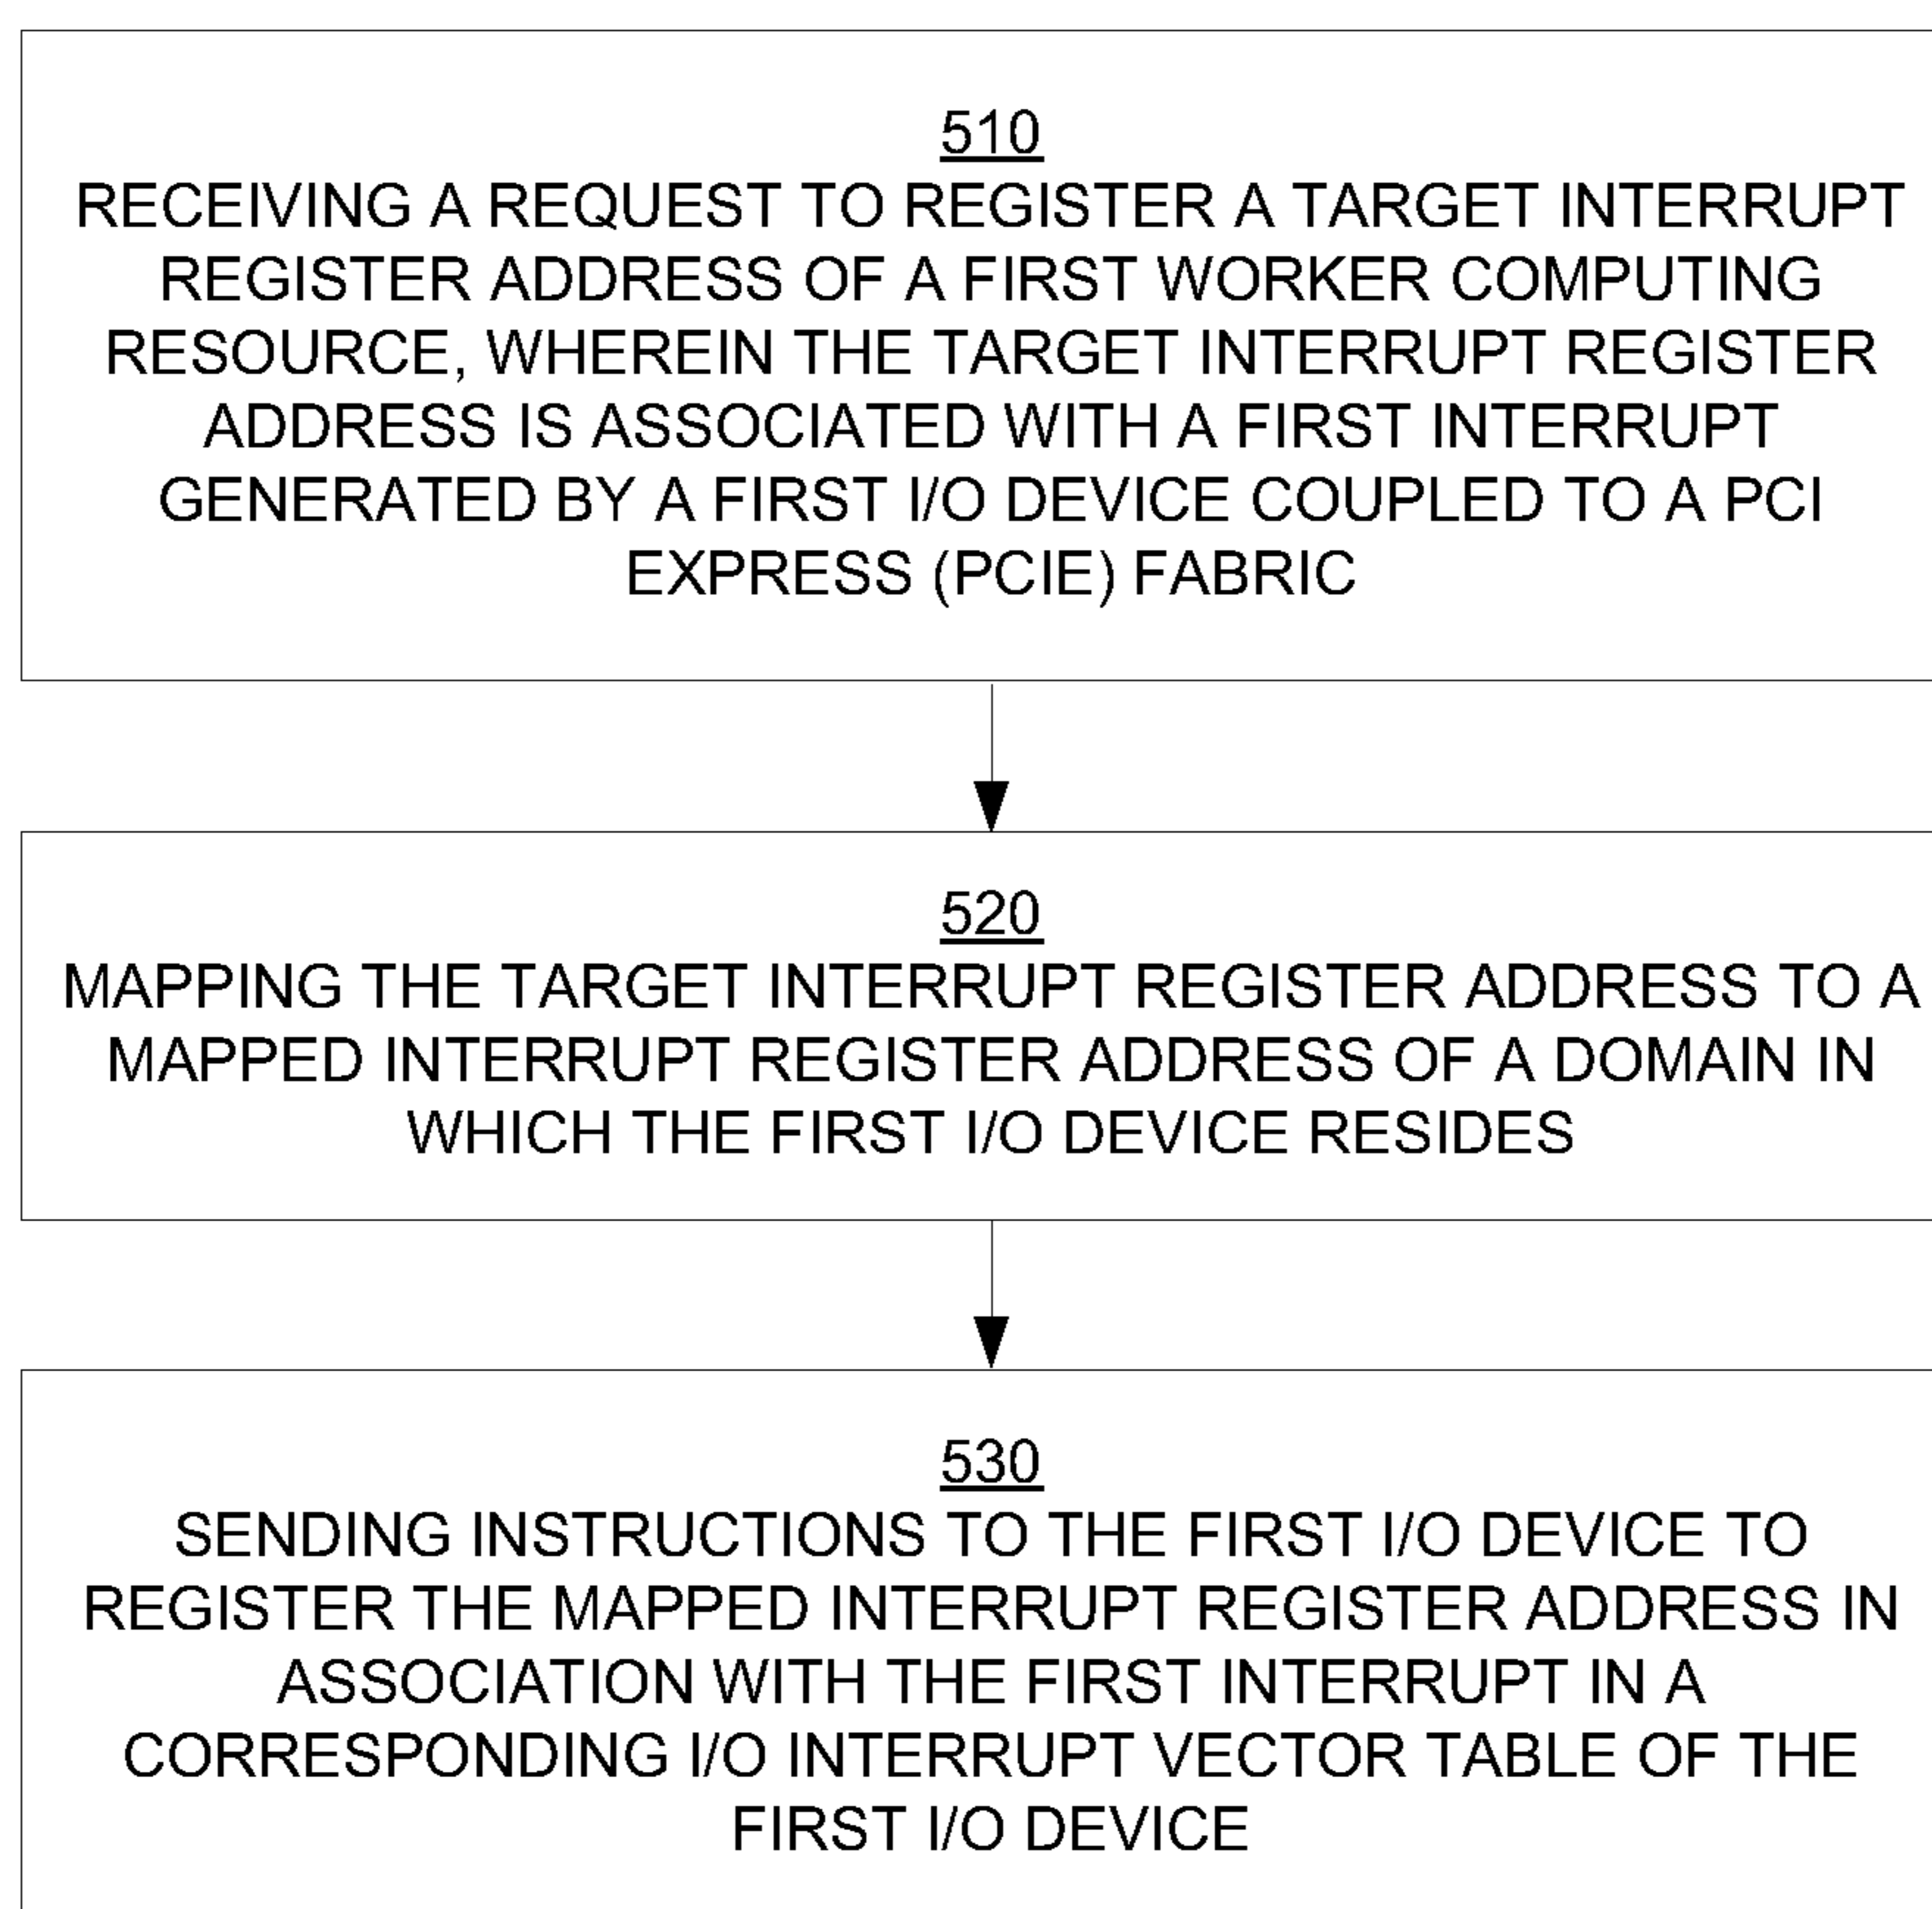 510
RECEIVING A REQUEST TO REGISTER A TARGET INTERRUPT
REGISTER ADDRESS OF A FIRST WORKER COMPUTING
RESOURCE, WHEREIN THE TARGET INTERRUPT REGISTER
ADDRESS IS ASSOCIATED WITH A FIRST INTERRUPT
GENERATED BY A FIRST I/O DEVICE COUPLED TO A PCI
EXPRESS (PCIE) FABRIC
520
MAPPING THE TARGET INTERRUPT REGISTER ADDRESS TO A
MAPPED INTERRUPT REGISTER ADDRESS OF A DOMAIN IN
WHICH THE FIRST I/O DEVICE RESIDES
530
SENDING INSTRUCTIONS TO THE FIRST I/O DEVICE TO
REGISTER THE MAPPED INTERRUPT REGISTER ADDRESS IN
ASSOCIATION WITH THE FIRST INTERRUPT IN A
CORRESPONDING I/O INTERRUPT VECTOR TABLE OF THE
FIRST I/O DEVICE